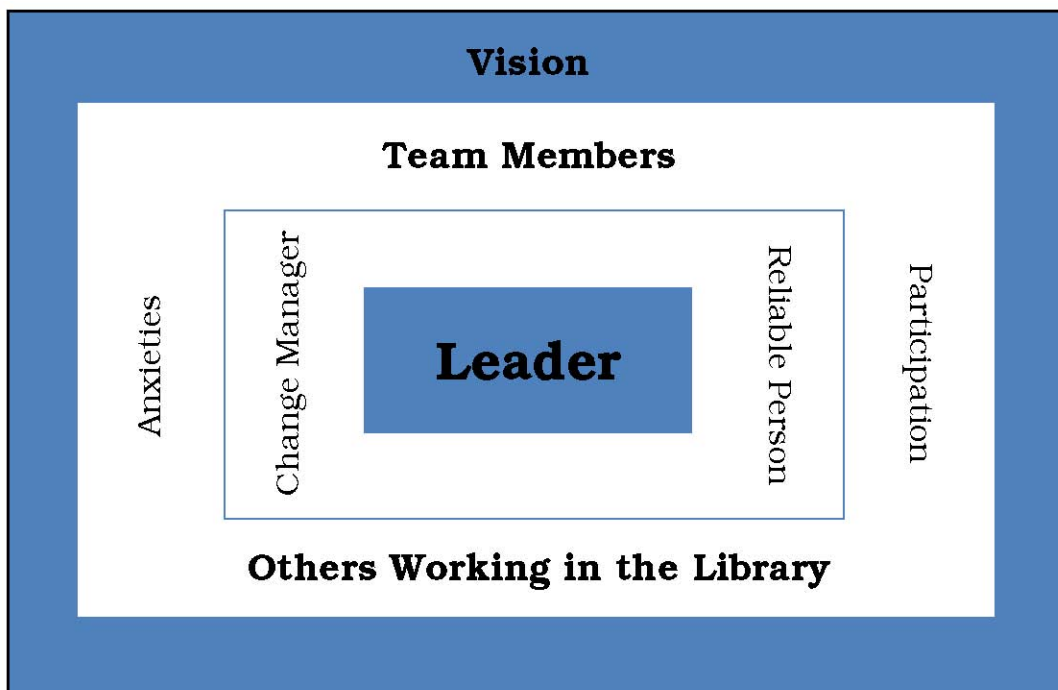 Vision
Team Members
Anxieties
Change Manager
Leader
Reliable Person
Participation
Others Working in the Library